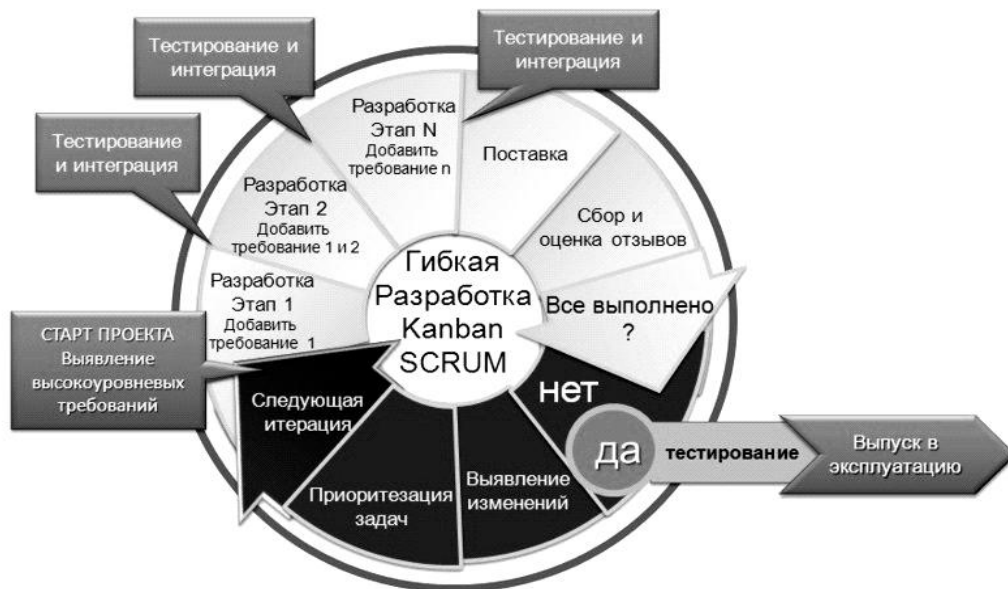 Тестирование и
интеграция
Тестирование и
интеграция
Тестирование
и интеграция
Разработка
Этап N
Добавить
требование n
Поставка
Разработка
Этап 2
Добавить
требование 1 и 2
Сбор и
оценка отзывов
Разработка
Этап 1
Добавить
требование 1
Гибкая
Разработка
Kanban
SCRUM
Все выполнено
?
СТАРТ ПРОЕКТА
Выявление
высокоуровневых
требований
Следующая
итерация
нет
да
тестирование
Выпуск в
эксплуатацию
Приоритезация
задач
Выявление
изменений